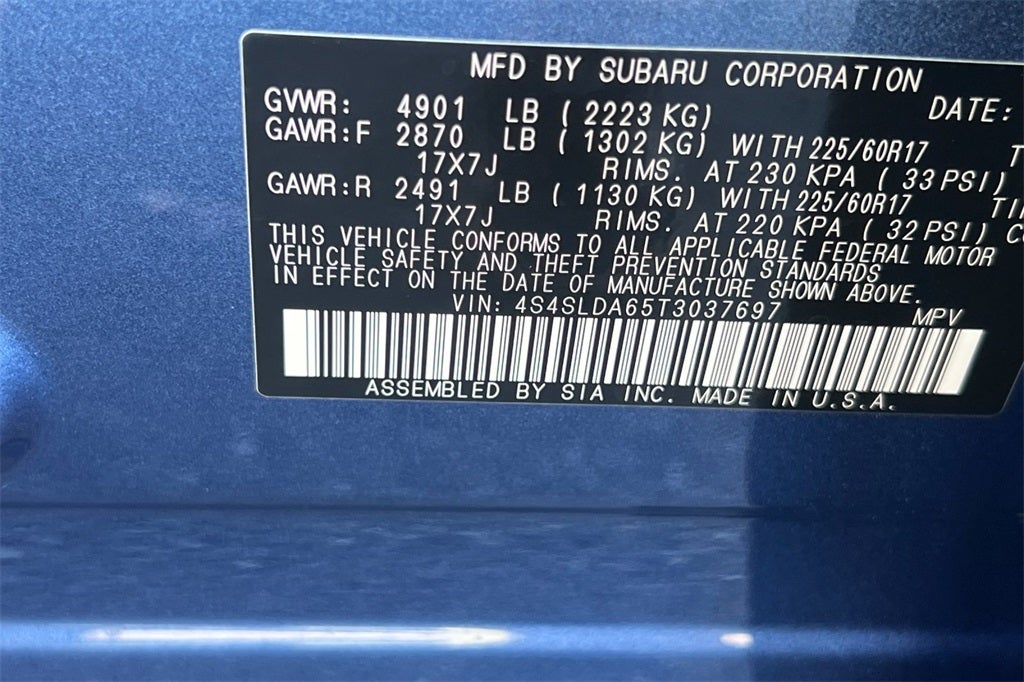 MFD BY SUBARU CORPORATION
DATE:
GVWR: 4901 LB (2223 KG)
GAWR:F 2870 LB (1302 KG) WITH 225/60R17
17X7J RIMS. AT 230 KPA (33 PSI)
GAWR:R 2491 LB (1130 KG) WITH 225/60R17
17X7J RIMS. AT 220 KPA (32 PSI)
THIS VEHICLE CONFORMS TO ALL APPLICABLE FEDERAL MOTOR
VEHICLE SAFETY AND THEFT PREVENTION STANDARDS
IN EFFECT ON THE DATE OF MANUFACTURE SHOWN ABOVE.
VIN: 4S4SLDA65T3037697 MPV
ASSEMBLED BY SIA INC. MADE IN U.S.A.